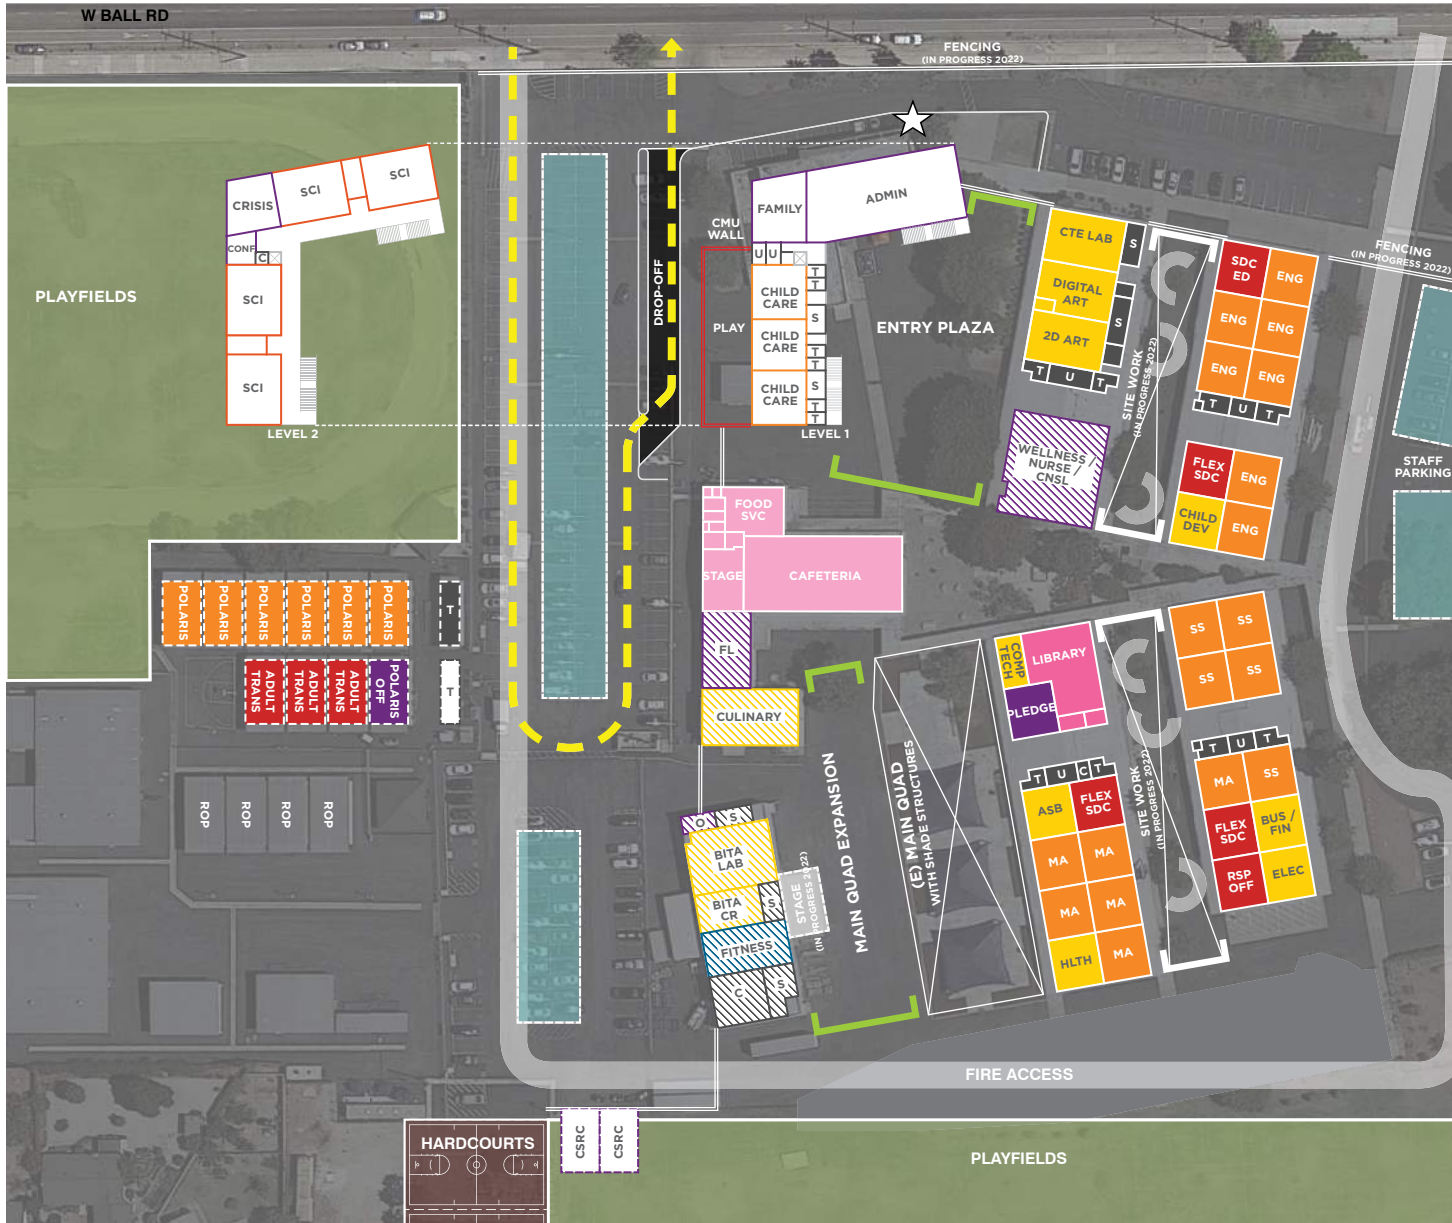 W BALL RD
FENCING
(IN PROGRESS 2022)
SCI
SCI
CRISIS
CONF
C
SCI
SCI
LEVEL 2
PLAYFIELDS
DROP-OFF
CMU
WALL
PLAY
FAMILY
ADMIN
U
U
T
T
CHILD
CARE
S
CHILD
CARE
T
T
CHILD
CARE
S
T
T
LEVEL 1
ENTRY PLAZA
CTE LAB
S
DIGITAL
ART
S
2D ART
T
U
T
SITE WORK
(IN PROGRESS 2022)
SDC
ED
ENG
ENG
ENG
ENG
ENG
T
U
T
FENCING
(IN PROGRESS 2022)
STAFF
PARKING
WELLNESS /
NURSE /
CNSL
FLEX
SDC
ENG
CHILD
DEV
ENG
FOOD
SVC
STAGE
CAFETERIA
FL
CULINARY
POLARIS
POLARIS
POLARIS
POLARIS
POLARIS
POLARIS
T
ADULT
TRANS
ADULT
TRANS
ADULT
TRANS
POLARIS
OFF
T
ROP
ROP
ROP
ROP
COMP
TECH
LIBRARY
PLEDGE
SS
SS
SS
SS
T
U
C
T
ASB
FLEX
SDC
MA
MA
MA
MA
HLTH
MA
SITE WORK
(IN PROGRESS 2022)
T
U
T
MA
SS
FLEX
SDC
BUS /
FIN
RSP
OFF
ELEC
O
S
BITA
LAB
BITA
CR
S
FITNESS
C
S
STAGE
(IN PROGRESS 2022)
MAIN QUAD EXPANSION
(E) MAIN QUAD
WITH SHADE STRUCTURES
FIRE ACCESS
HARDCOURTS
CSRC
CSRC
PLAYFIELDS